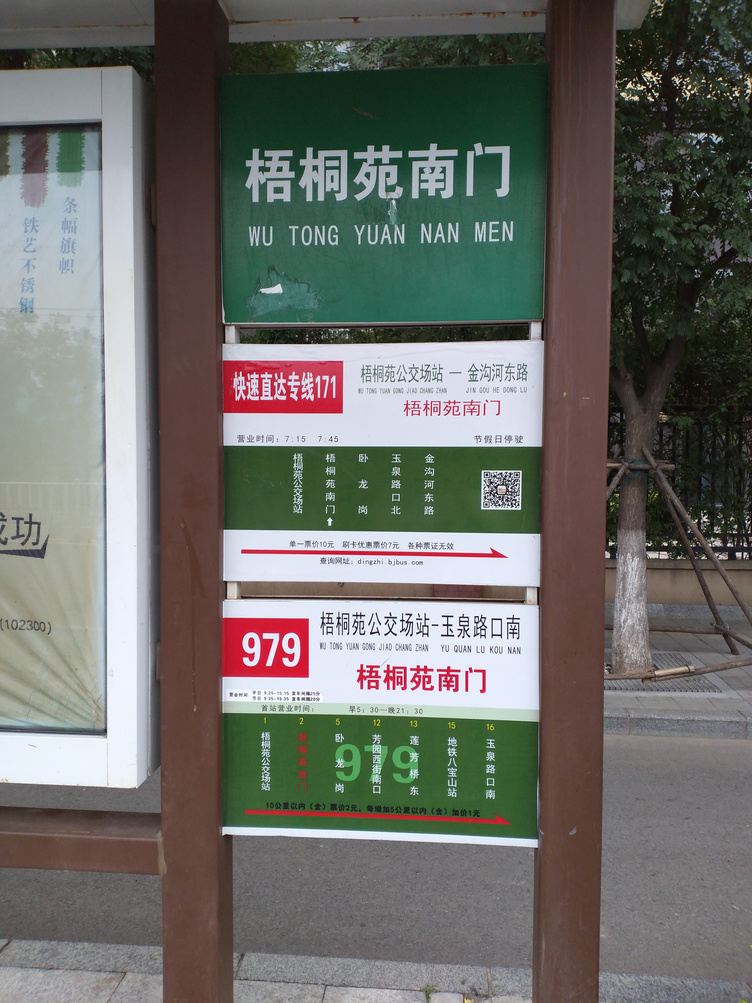 条幅旗帜
铁艺不锈钢
成功
(102300)
梧桐苑南门
WU TONG YUAN NAN MEN
快速直达专线171
梧桐苑公交场站 — 金沟河东路
WU TONG YUAN GONG JIAO CHANG ZHAN JIN GOU HE DONG LU
梧桐苑南门
营业时间：7:15 7:45 节假日停驶
梧桐苑公交场站
梧桐苑南门
卧龙岗
玉泉路口北
金沟河东路
单一票价10元 刷卡优惠票价7元 各种票证无效
查询网址：dingzhi.bjbus.com
979
梧桐苑公交场站-玉泉路口南
WU TONG YUAN GONG JIAO CHANG ZHAN YU QUAN LU KOU NAN
梧桐苑南门
营业时间：
首站营业时间： 早5:30—晚21:30
1 2 5 12 13 15 16
梧桐苑公交场站
梧桐苑南门
卧龙岗
芳园西街南口
莲芳桥东
地铁八宝山站
玉泉路口南
979
10公里以内（含）票价2元，每增加5公里以内（含）加价1元